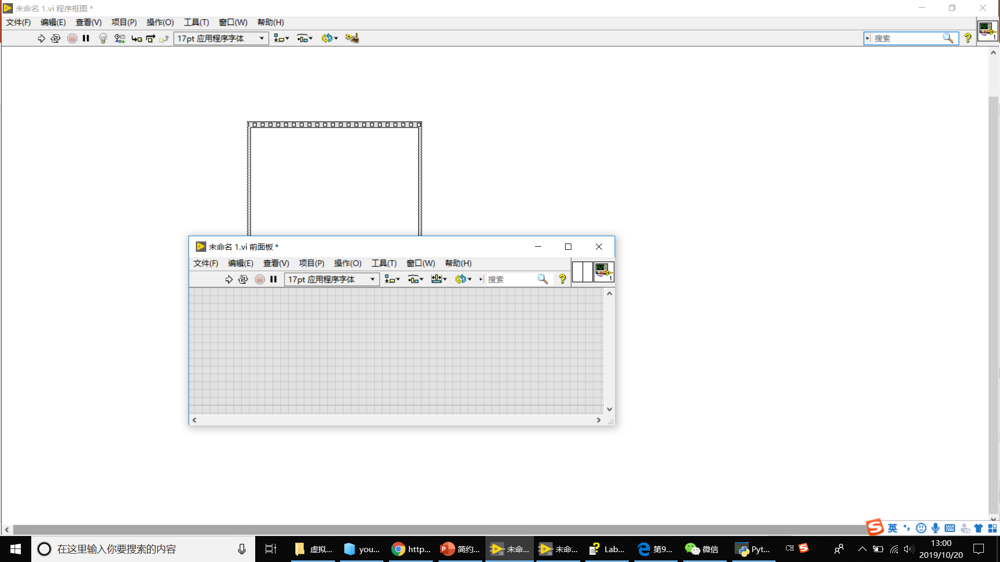 未命名 1.vi 程序框图 *
文件(F) 编辑(E) 查看(V) 项目(P) 操作(O) 工具(T) 窗口(W) 帮助(H)
17pt 应用程序字体 搜索
1
未命名 1.vi 前面板 *
文件(F) 编辑(E) 查看(V) 项目(P) 操作(O) 工具(T) 窗口(W) 帮助(H)
17pt 应用程序字体 搜索
1
英
在这里输入你要搜索的内容 虚拟... you... http... 简约... 未命... 未命... Lab... 第9... 微信 Pyt... CH
13:00
2019/10/20